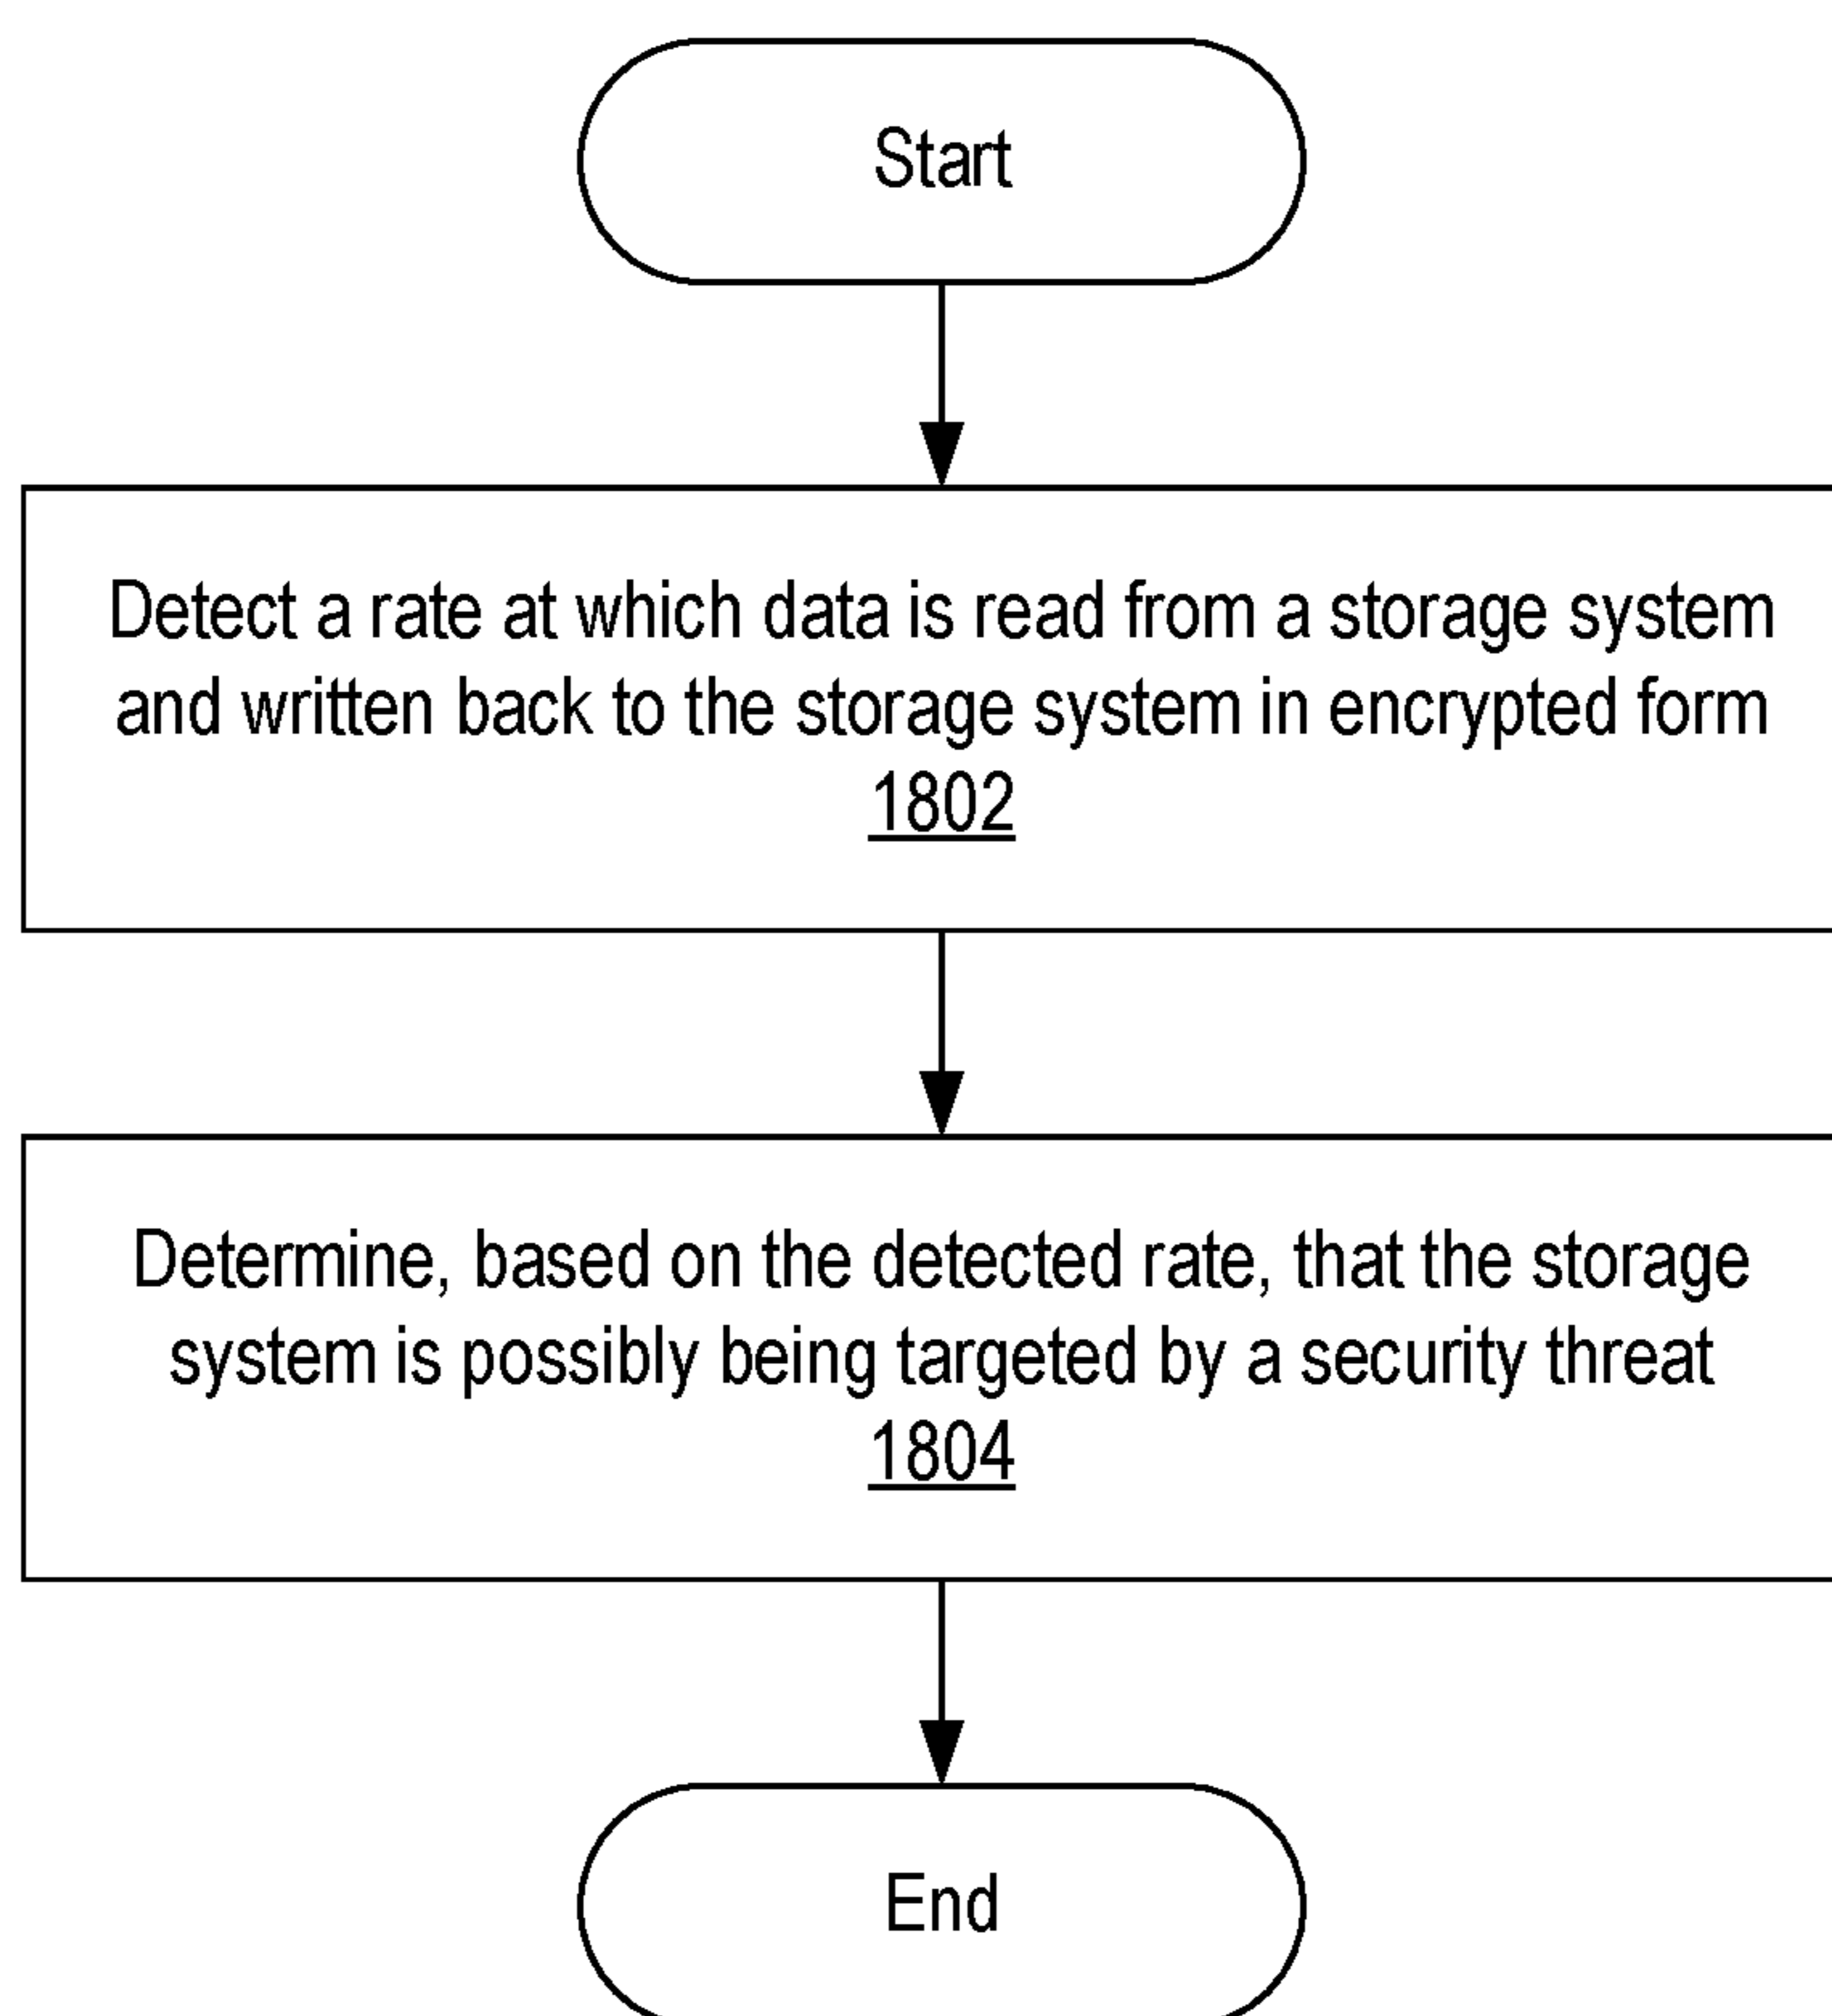 Start
Detect a rate at which data is read from a storage system
and written back to the storage system in encrypted form
1802
Determine, based on the detected rate, that the storage
system is possibly being targeted by a security threat
1804
End